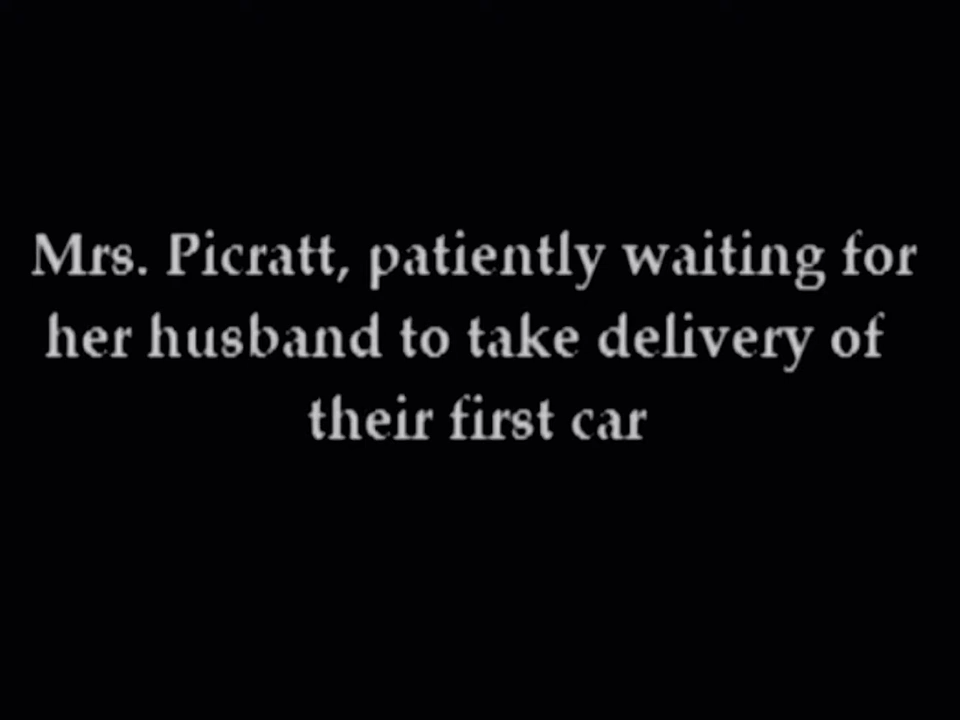 Mrs. Picratt, patiently waiting for
her husband to take delivery of
their first car